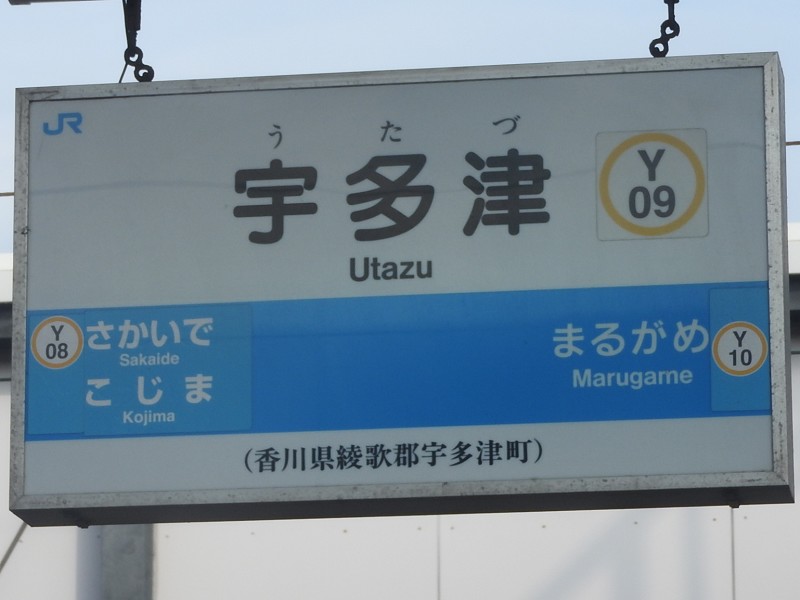 JR
うたづ
宇多津
Y
09
Utazu
Y
08
さかいで
Sakaide
こじま
Kojima
まるがめ
Marugame
Y
10
(香川県綾歌郡宇多津町)